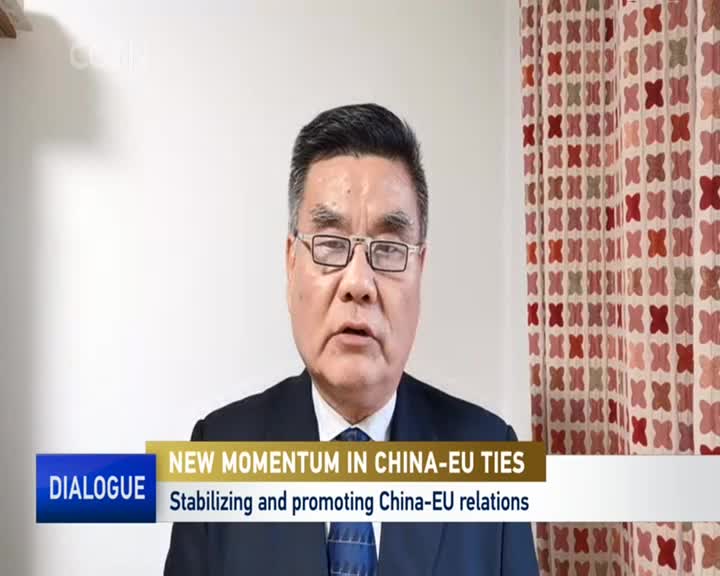 NEW MOMENTUM IN CHINA-EU TIES
DIALOGUE
Stabilizing and promoting China-EU relations